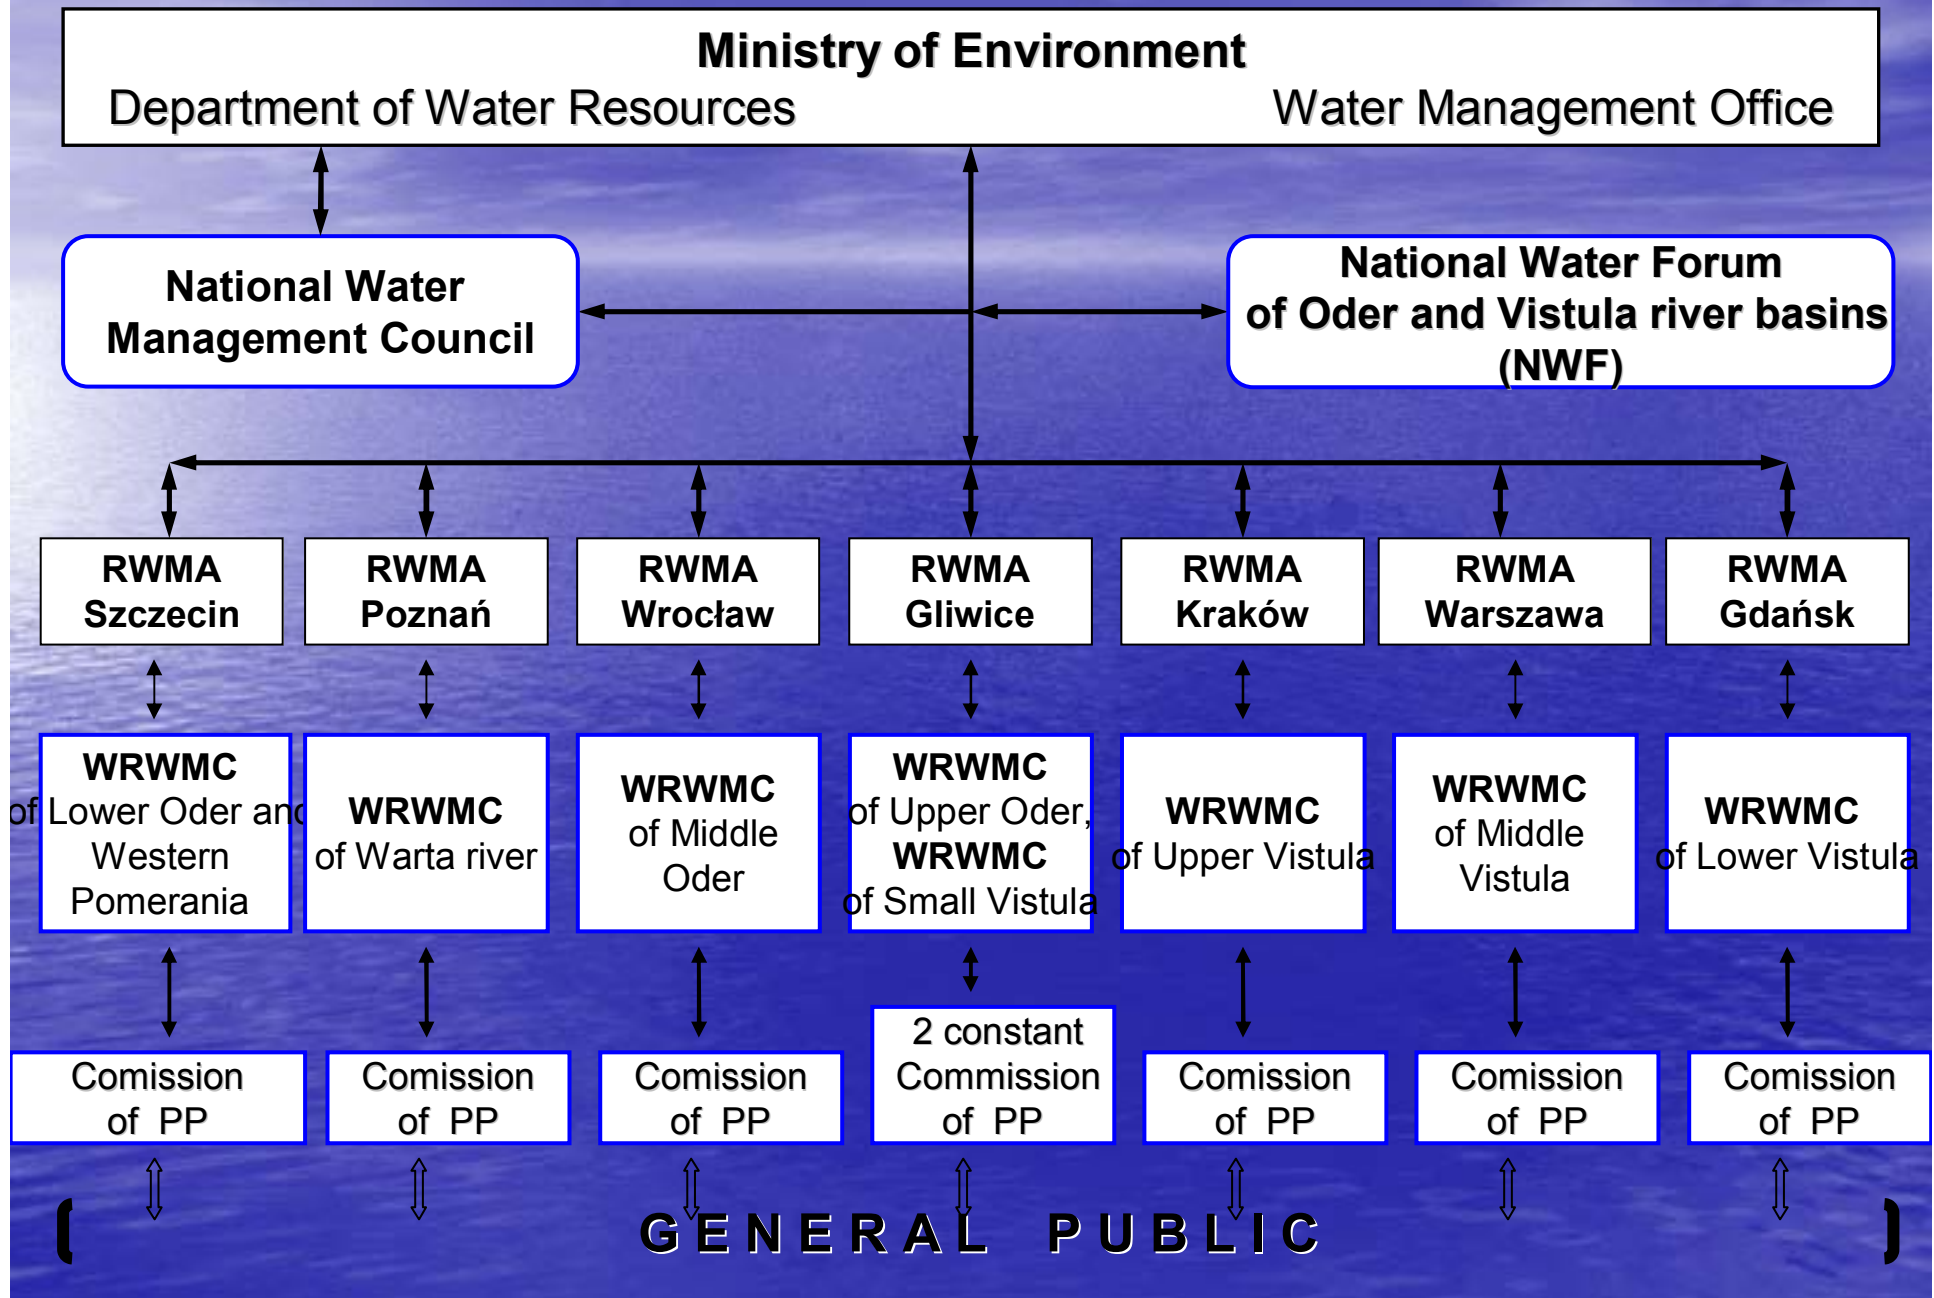 Ministry of Environment
Department of Water Resources
Water Management Office
National Water
Management Council
National Water Forum
of Oder and Vistula river basins
(NWF)
RWMA
Szczecin
RWMA
Poznań
RWMA
Wrocław
RWMA
Gliwice
RWMA
Kraków
RWMA
Warszawa
RWMA
Gdańsk
WRWMC
of Lower Oder and
Western
Pomerania
WRWMC
of Warta river
WRWMC
of Middle
Oder
WRWMC
of Upper Oder,
WRWMC
of Small Vistula
WRWMC
of Upper Vistula
WRWMC
of Middle
Vistula
WRWMC
of Lower Vistula
Comission
of PP
Comission
of PP
Comission
of PP
2 constant
Commission
of PP
Comission
of PP
Comission
of PP
Comission
of PP
GENERAL PUBLIC